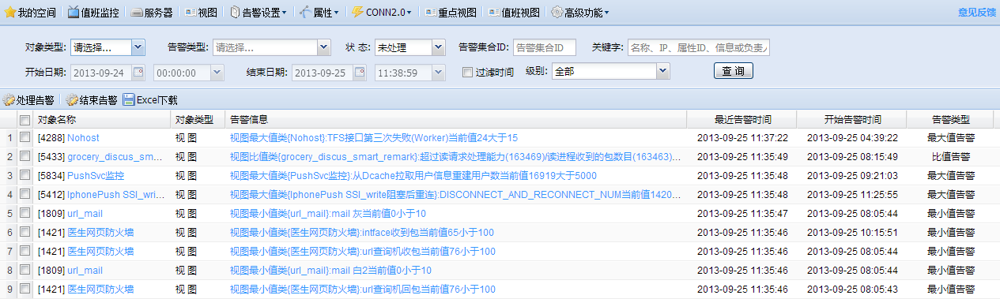 我的空间 值班监控 服务器 视图 告警设置 属性 CONN2.0 重点视图 值班视图 高级功能 意见反馈
对象类型: 请选择... 告警类型: 请选择... 状 态: 未处理 告警集合ID: 告警集合ID 关键字: 名称、IP、属性ID、信息或负责人
开始日期: 2013-09-24 00:00:00 结束日期: 2013-09-25 11:38:59 过滤时间 级别: 全部 查 询
处理告警 结束告警 Excel下载
对象名称 对象类型 告警信息 最近告警时间 开始告警时间 告警类型
1 [4288] Nohost 视 图 视图最大值类{Nohost}:TFS接口第三次失败(Worker)当前值24大于15 2013-09-25 11:37:22 2013-09-25 04:39:22 最大值告警
2 [5433] grocery_discus_sm... 视 图 视图比值类{grocery_discus_smart_remark}:超过读请求处理能力(163469)/读进程收到的包数目(163463)... 2013-09-25 11:35:49 2013-09-25 08:15:49 比值告警
3 [5834] PushSvc监控 视 图 视图最大值类{PushSvc监控}:从Dcache拉取用户信息重建用户数当前值16919大于5000 2013-09-25 11:35:48 2013-09-25 09:21:03 最大值告警
4 [5412] IphonePush SSI_wri... 视 图 视图最大值类{IphonePush SSI_write阻塞后重连}:DISCONNECT_AND_RECONNECT_NUM当前值1420... 2013-09-25 11:35:48 2013-09-25 11:25:55 最大值告警
5 [1809] url_mail 视 图 视图最小值类{url_mail}:mail 灰当前值0小于10 2013-09-25 11:35:47 2013-09-25 08:05:44 最小值告警
6 [1421] 医生网页防火墙 视 图 视图最小值类{医生网页防火墙}:intface收到包当前值65小于100 2013-09-25 11:35:46 2013-09-25 10:15:51 最小值告警
7 [1421] 医生网页防火墙 视 图 视图最小值类{医生网页防火墙}:url查询机收包当前值76小于100 2013-09-25 11:35:46 2013-09-25 08:05:44 最小值告警
8 [1809] url_mail 视 图 视图最小值类{url_mail}:mail 白2当前值0小于10 2013-09-25 11:35:46 2013-09-25 08:05:44 最小值告警
9 [1421] 医生网页防火墙 视 图 视图最小值类{医生网页防火墙}:url查询机回包当前值76小于100 2013-09-25 11:35:46 2013-09-25 08:05:43 最小值告警